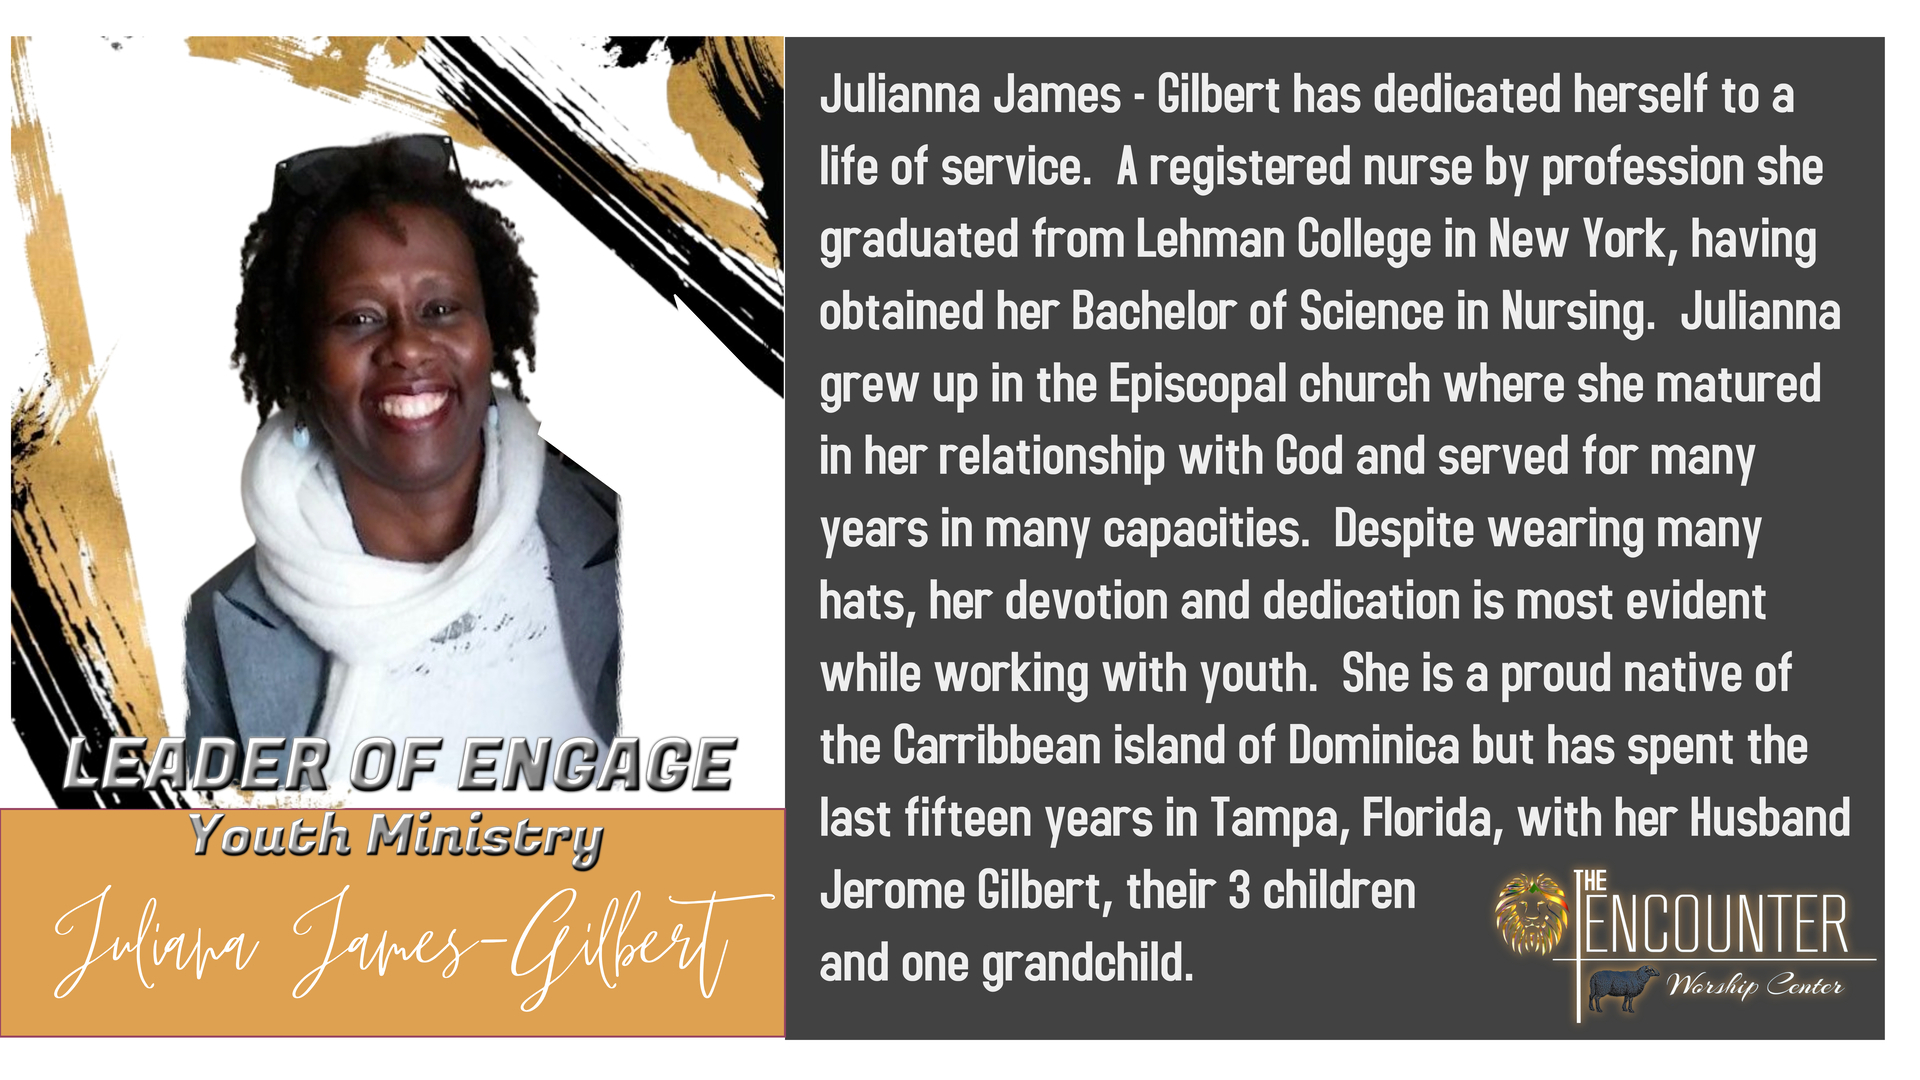 LEADER OF ENGAGE
Youth Ministry
Juliana James-Gilbert
Julianna James - Gilbert has dedicated herself to a
life of service. A registered nurse by profession she
graduated from Lehman College in New York, having
obtained her Bachelor of Science in Nursing. Julianna
grew up in the Episcopal church where she matured
in her relationship with God and served for many
years in many capacities. Despite wearing many
hats, her devotion and dedication is most evident
while working with youth. She is a proud native of
the Carribbean island of Dominica but has spent the
last fifteen years in Tampa, Florida, with her Husband
Jerome Gilbert, their 3 children
and one grandchild.
THE
ENCOUNTER
Worship Center